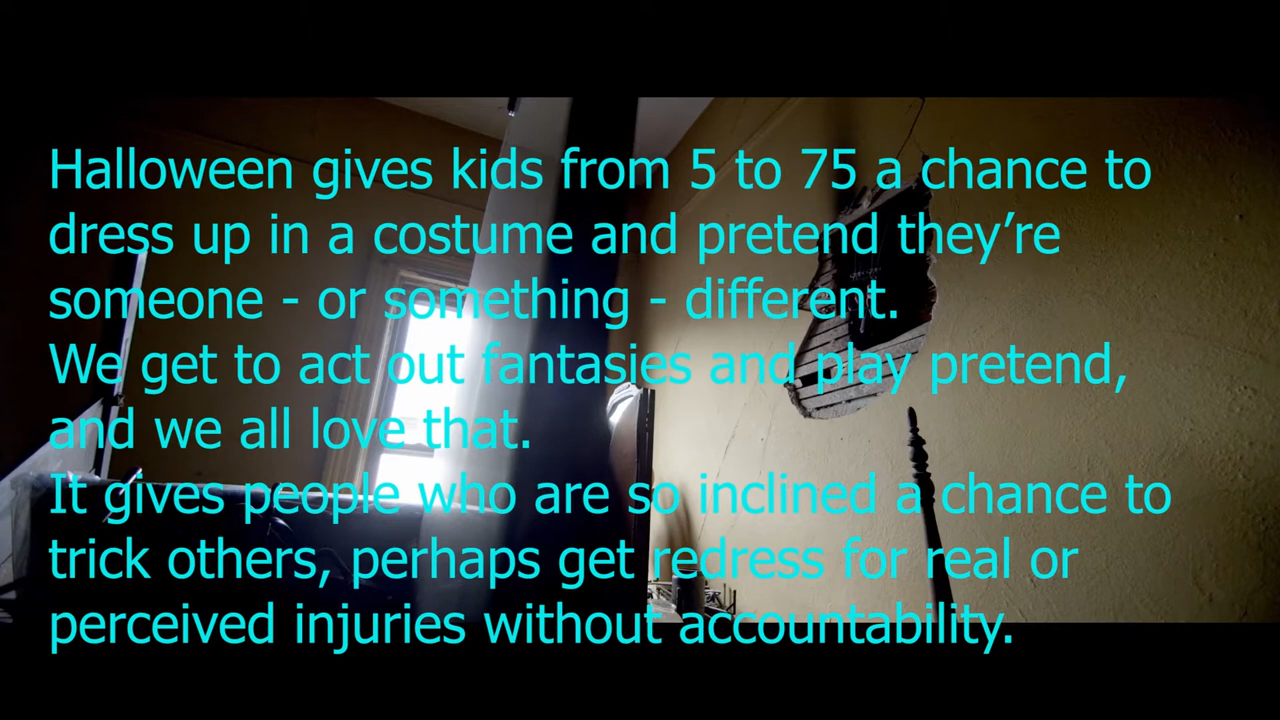 Halloween gives kids from 5 to 75 a chance to
dress up in a costume and pretend they’re
someone - or something - different.
We get to act out fantasies and play pretend,
and we all love that.
It gives people who are so inclined a chance to
trick others, perhaps get redress for real or
perceived injuries without accountability.